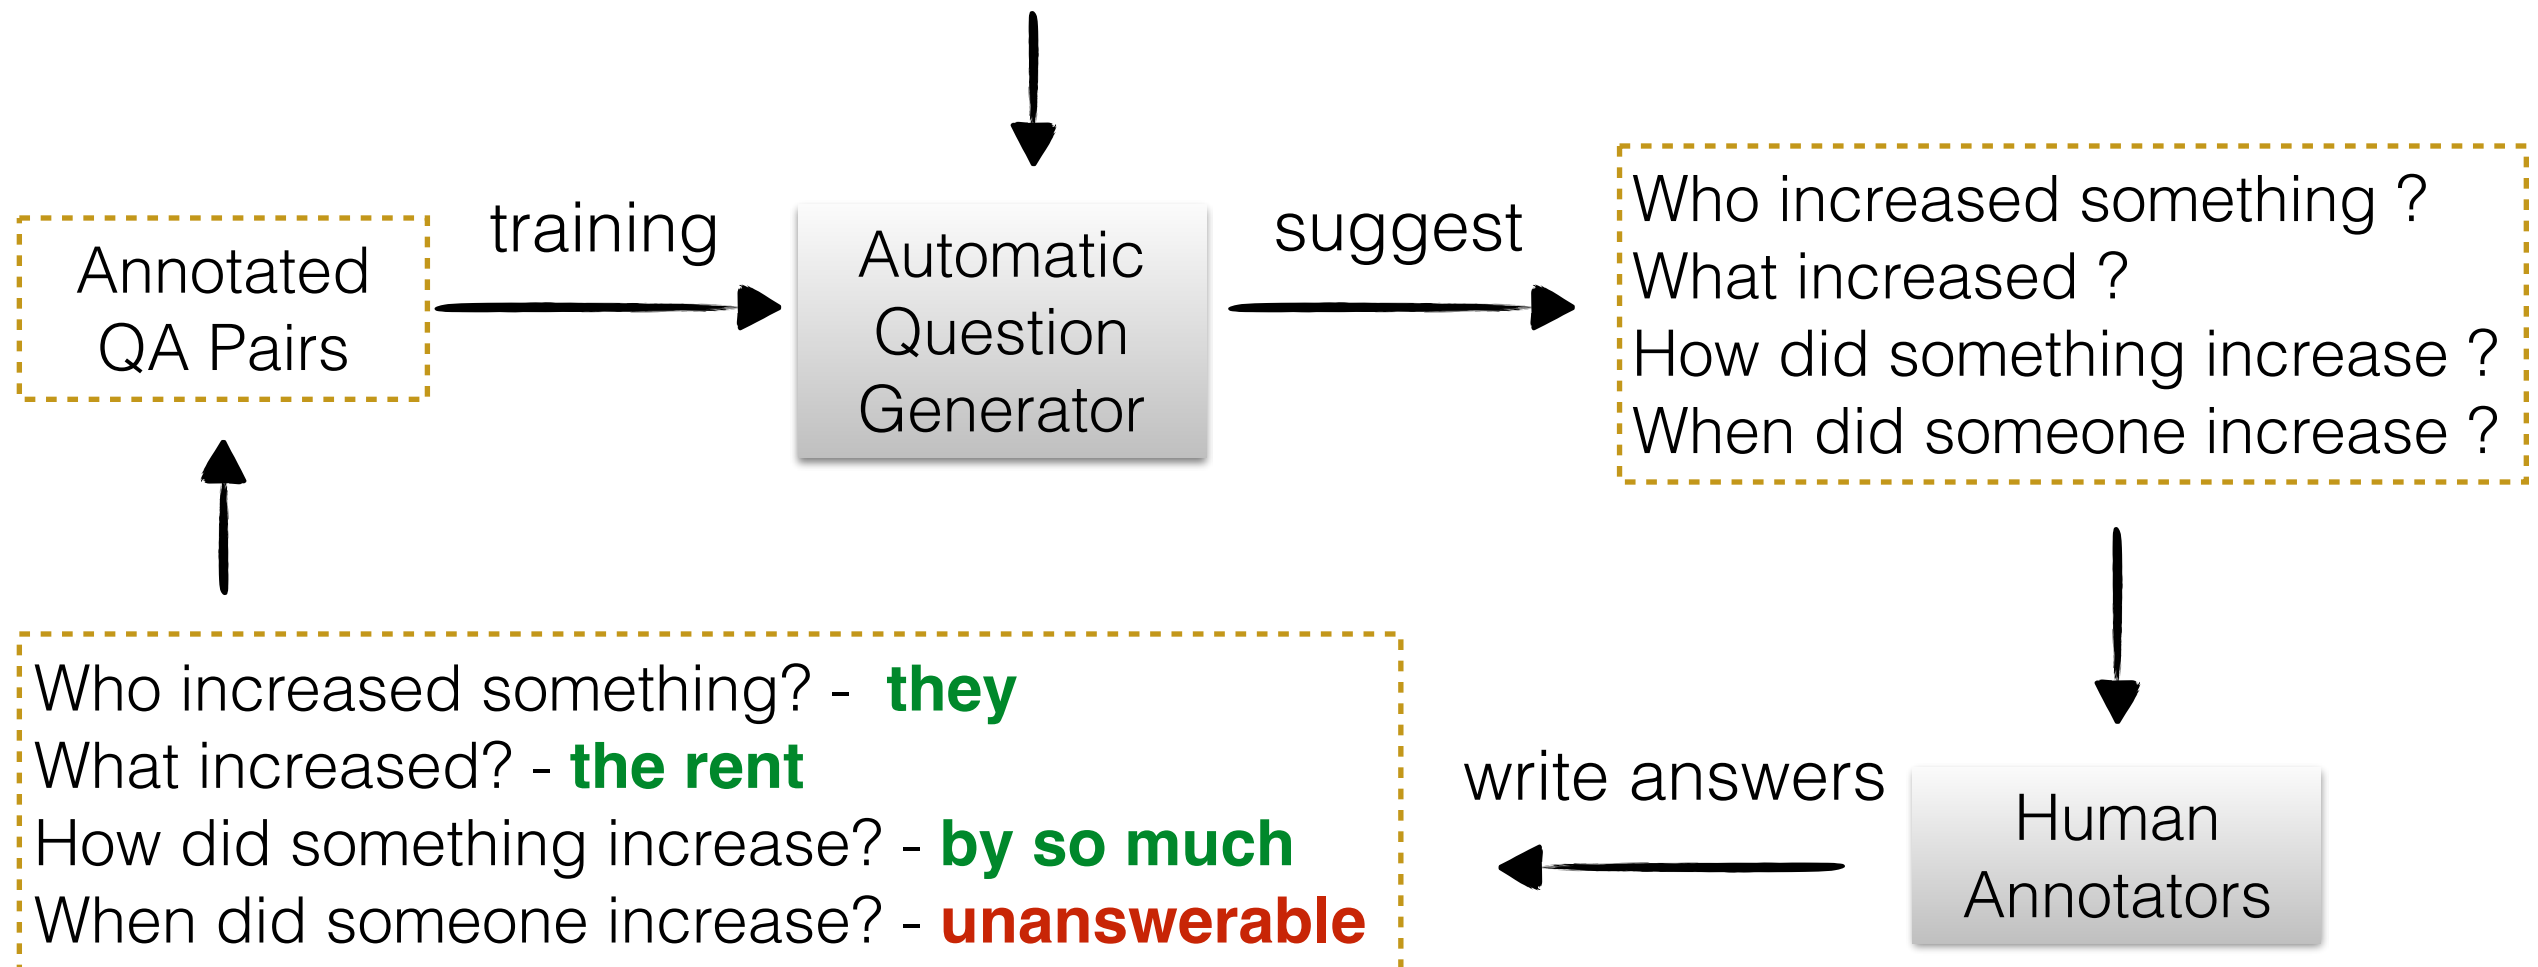 Annotated
QA Pairs
training
Automatic
Question
Generator
suggest
Who increased something ?
What increased ?
How did something increase ?
When did someone increase ?
Human
Annotators
write answers
Who increased something? - they
What increased? - the rent
How did something increase? - by so much
When did someone increase? - unanswerable